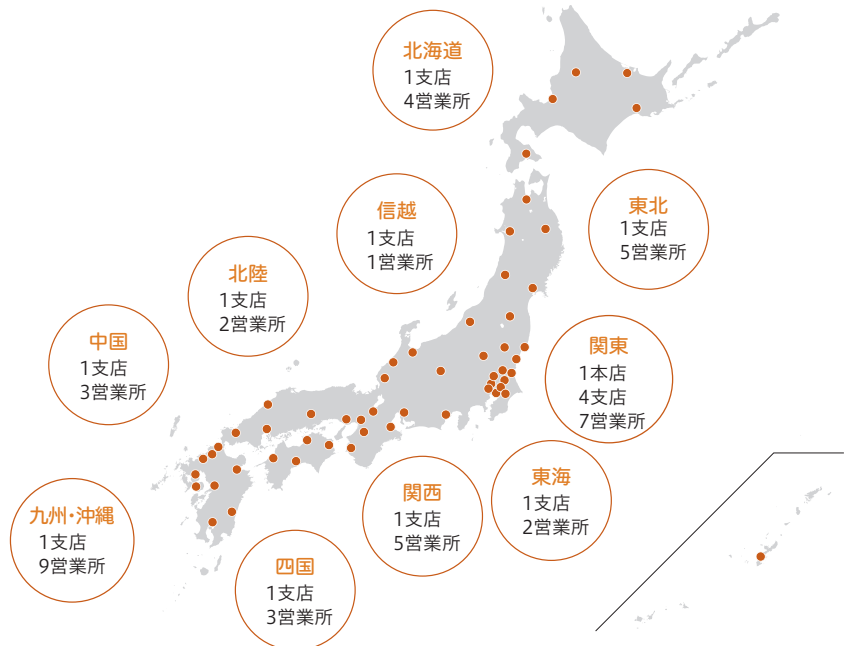 北海道
1支店
4営業所
信越
1支店
1営業所
東北
1支店
5営業所
北陸
1支店
2営業所
中国
1支店
3営業所
関東
1本店
4支店
7営業所
九州・沖縄
1支店
9営業所
関西
1支店
5営業所
東海
1支店
2営業所
四国
1支店
3営業所